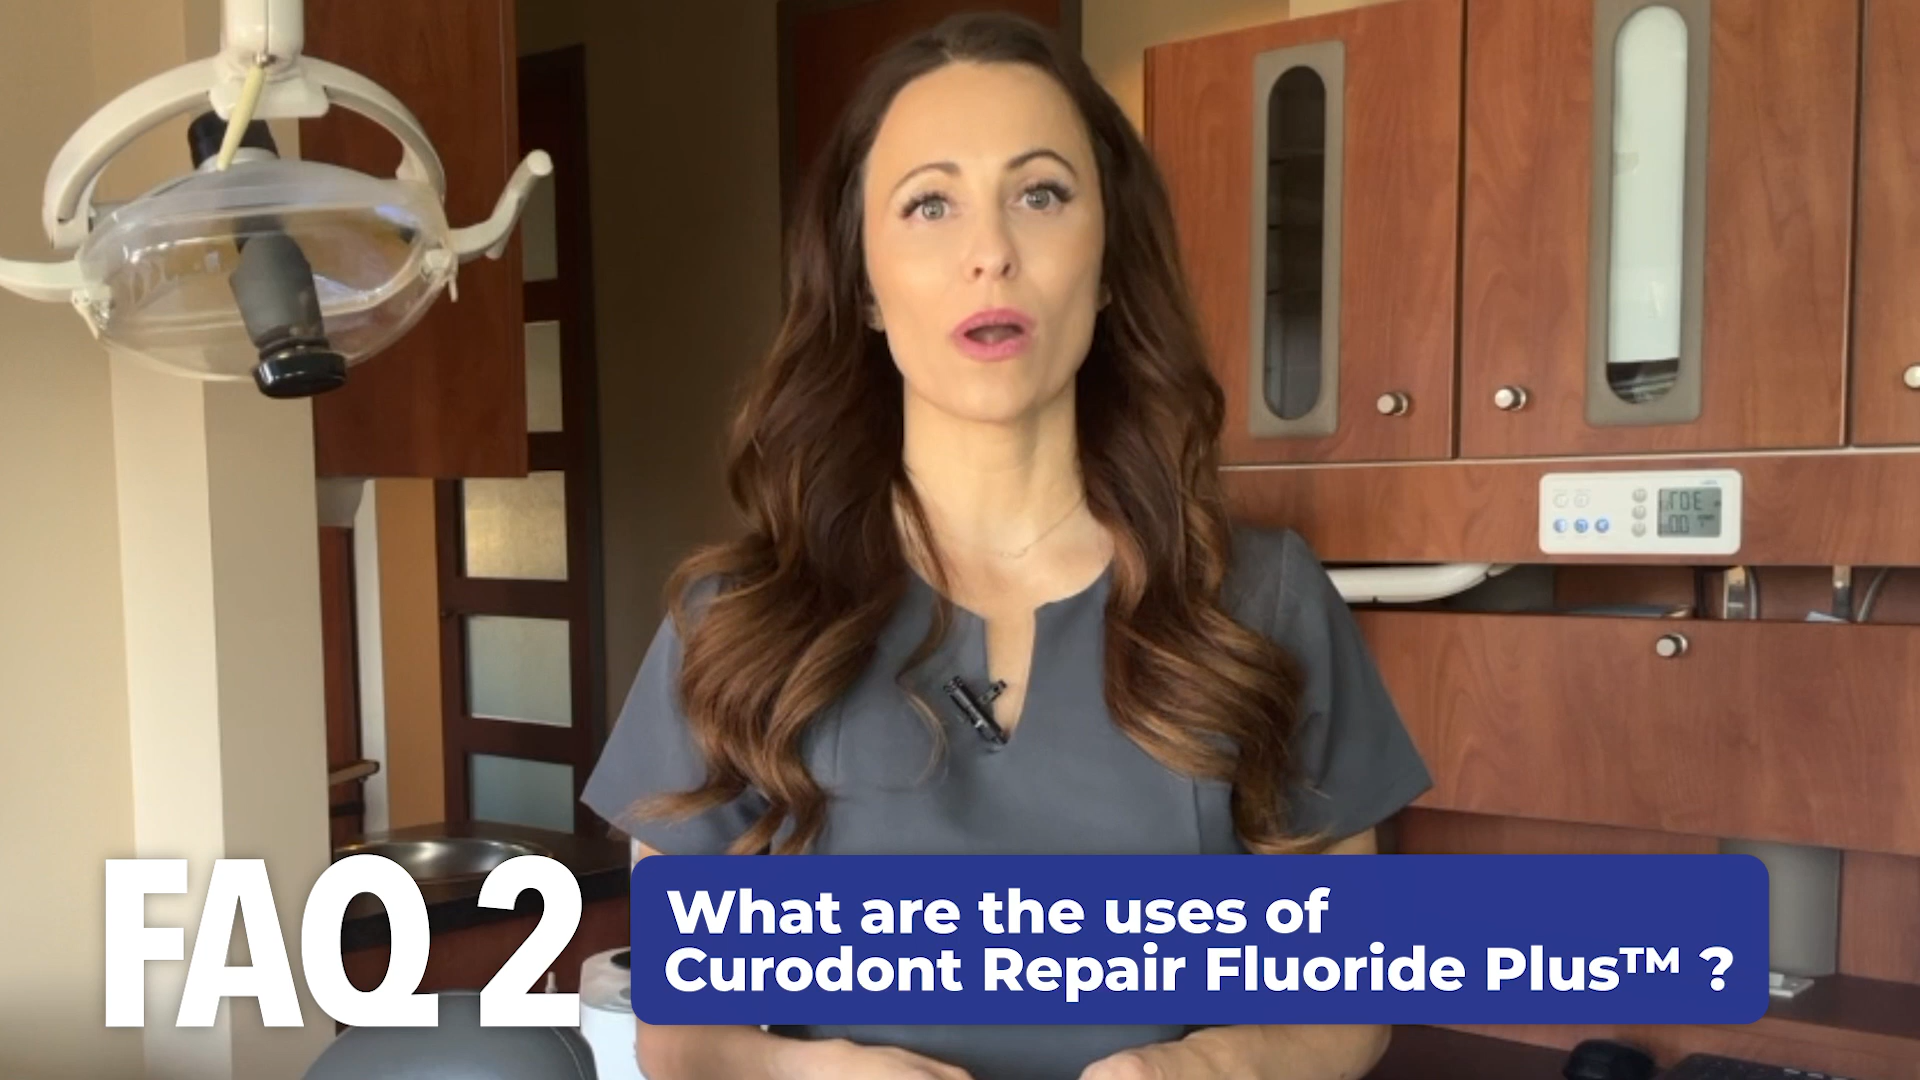 FAQ 2
What are the uses of
Curodont Repair Fluoride Plus™ ?